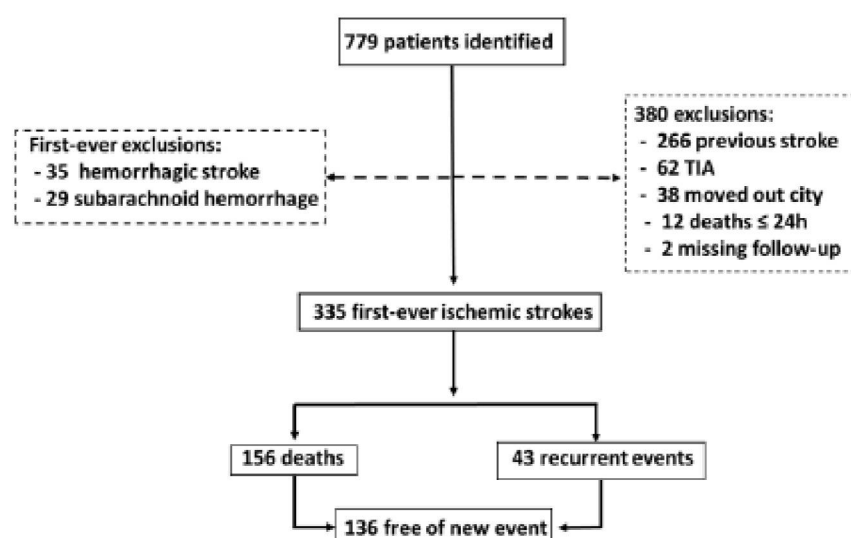 779 patients identified
First-ever exclusions:
- 35 hemorrhagic stroke
- 29 subarachnoid hemorrhage
380 exclusions:
- 266 previous stroke
- 62 TIA
- 38 moved out city
- 12 deaths ≤ 24h
- 2 missing follow-up
335 first-ever ischemic strokes
156 deaths
43 recurrent events
136 free of new event